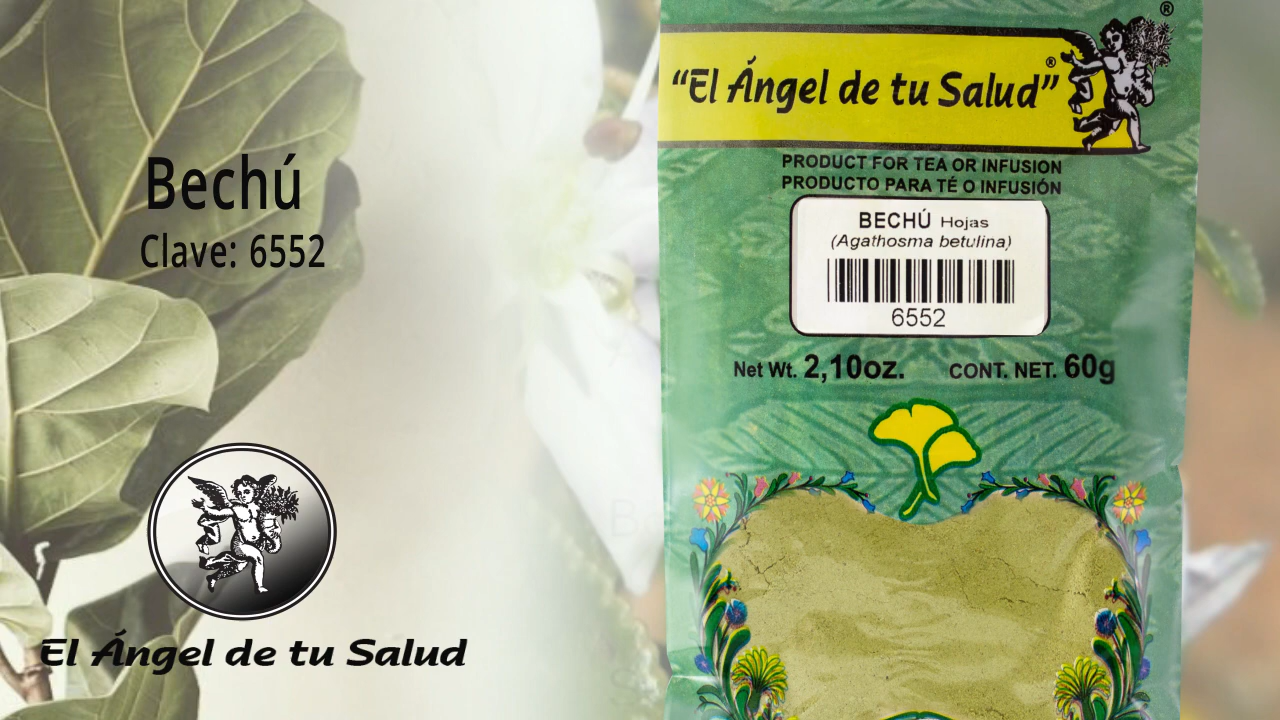 Bechú
Clave: 6552
El Ángel de tu Salud
“El Ángel de tu Salud”®
®
PRODUCT FOR TEA OR INFUSION
PRODUCTO PARA TÉ O INFUSIÓN
BECHÚ Hojas
(Agathosma betulina)
6552
Net Wt. 2,10oz. CONT. NET. 60g